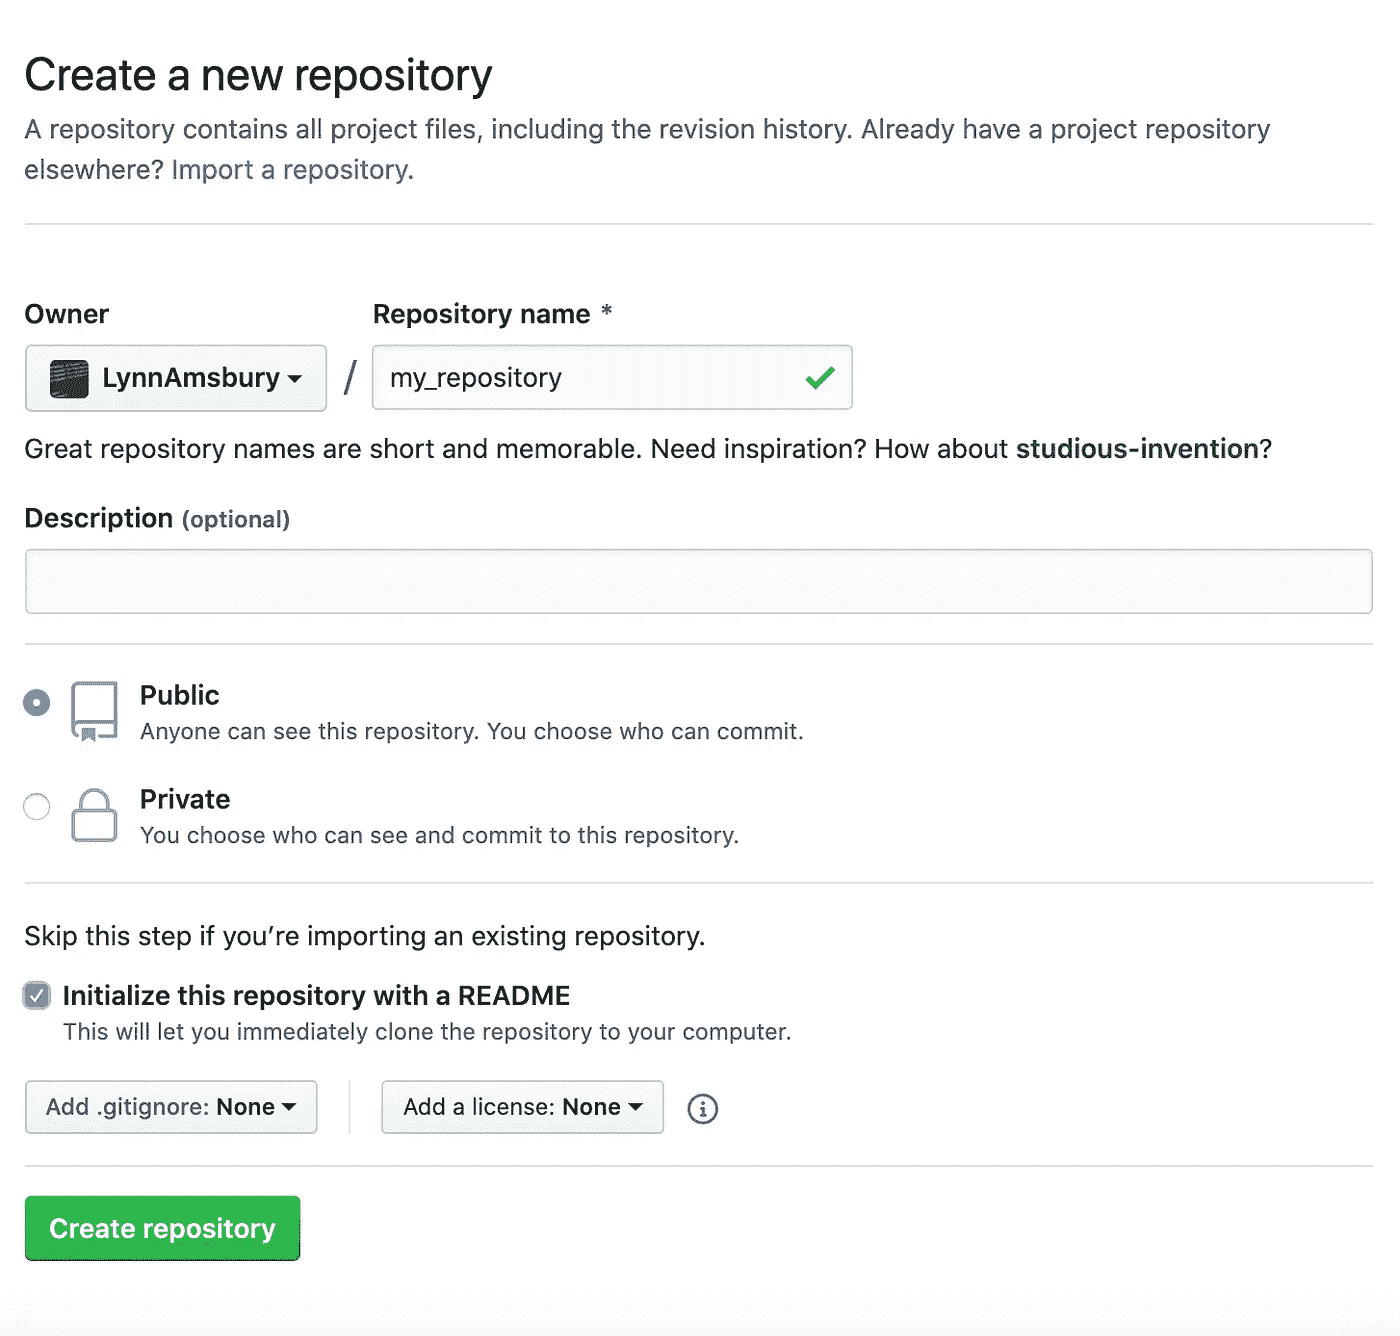 Create a new repository
A repository contains all project files, including the revision history. Already have a project repository
elsewhere? Import a repository.
Owner
Repository name *
LynnAmsbury
/
my_repository
Great repository names are short and memorable. Need inspiration? How about studious-invention?
Description (optional)
Public
Anyone can see this repository. You choose who can commit.
Private
You choose who can see and commit to this repository.
Skip this step if you’re importing an existing repository.
Initialize this repository with a README
This will let you immediately clone the repository to your computer.
Add .gitignore: None
Add a license: None
Create repository